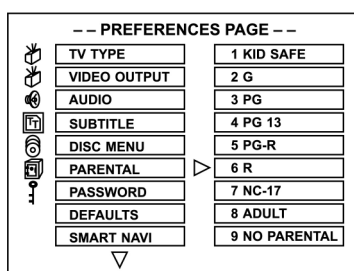 -- PREFERENCES PAGE --
TV TYPE
VIDEO OUTPUT
AUDIO
SUBTITLE
DISC MENU
PARENTAL
PASSWORD
DEFAULTS
SMART NAVI
1 KID SAFE
2 G
3 PG
4 PG 13
5 PG-R
6 R
7 NC-17
8 ADULT
9 NO PARENTAL
TT